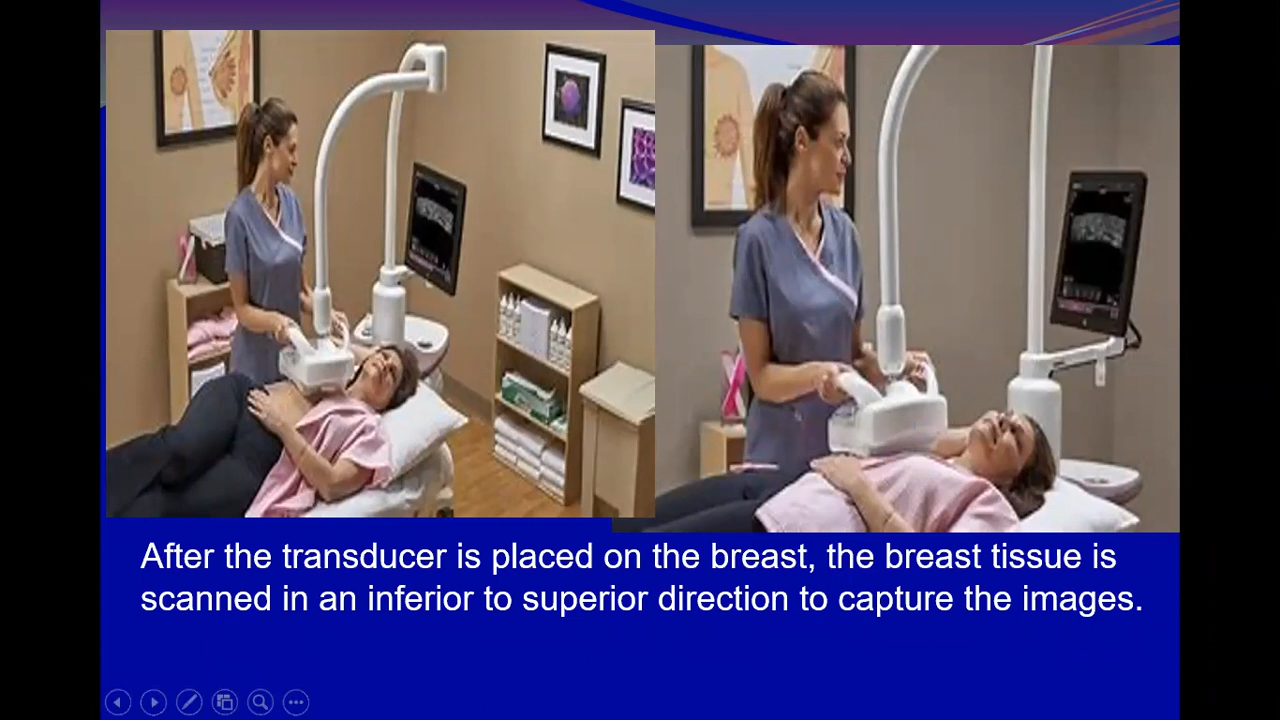 After the transducer is placed on the breast, the breast tissue is
scanned in an inferior to superior direction to capture the images.